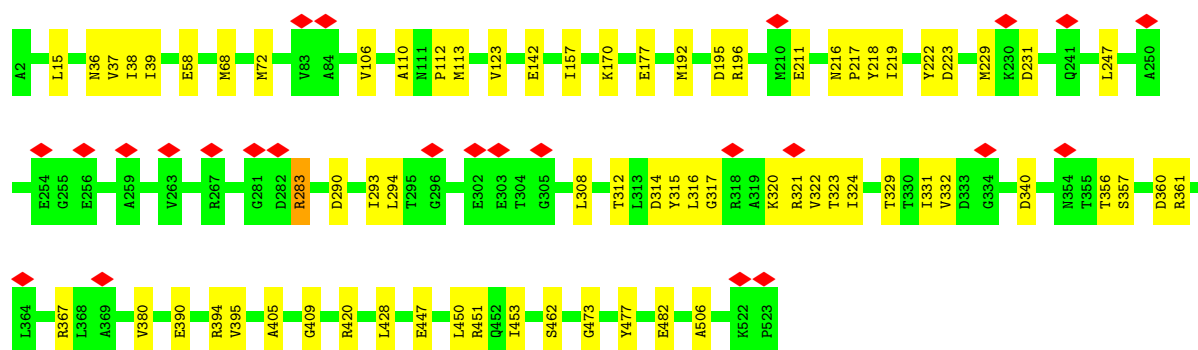 A2 L15 N36 V37 I38 I39 E58 M68 M72 V83 A84 V106 A110 N111 P112 M113 V123 E142 I157 K170 E177 M192 D195 R196 M210 E211 N216 P217 Y218 I219 Y222 D223 M229 K230 D231 Q241 L247 A250
E254 G255 E256 A259 V263 R267 G281 D282 R283 D290 I293 L294 T295 G296 E302 E303 T304 G305 L308 T312 L313 D314 Y315 L316 G317 R318 A319 K320 R321 V322 T323 I324 T329 T330 I331 V332 D333 G334 D340 N354 T355 T356 S357 D360 R361
L364 R367 L368 A369 V380 E390 R394 V395 A405 G409 R420 L428 E447 L450 R451 Q452 I453 S462 G473 Y477 E482 A506 K522 P523